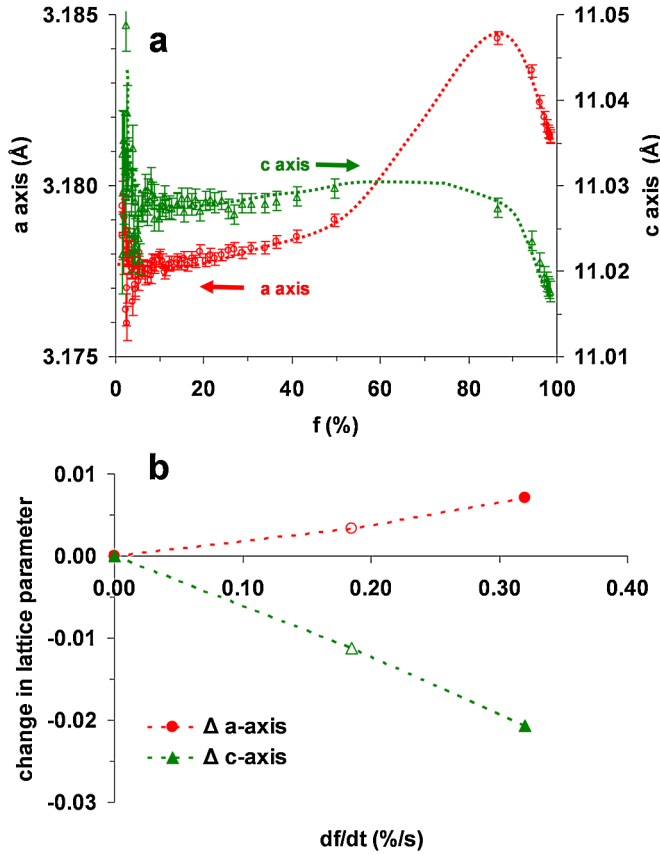 a
3.185
3.180
3.175
a axis (Å)
11.05
11.04
11.03
11.02
11.01
c axis (Å)
c axis
a axis
0 20 40 60 80 100
f (%)
b
0.01
0.00
-0.01
-0.02
-0.03
change in lattice parameter
0.00 0.10 0.20 0.30 0.40
Δ a-axis
Δ c-axis
df/dt (%/s)